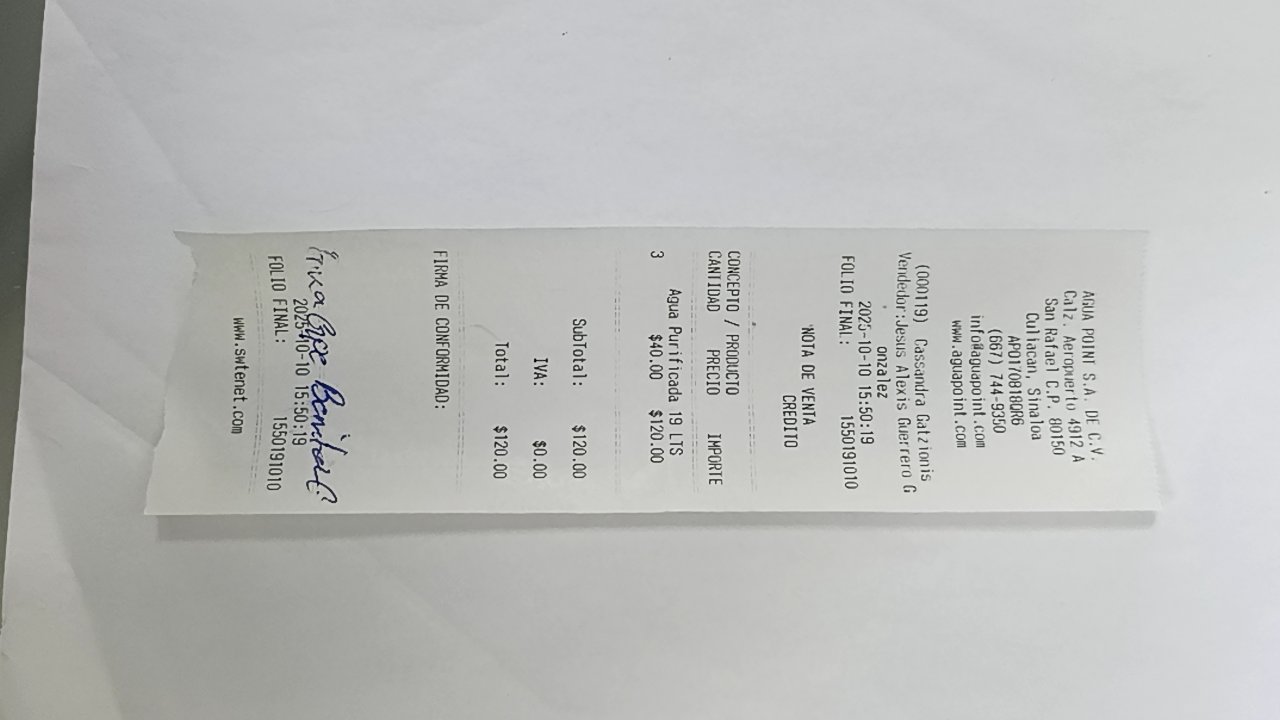 AGUA POINT S.A. DE C.V.
Calz. Aeropuerto 4912 A
San Rafael C.P. 80150
Culiacan, Sinaloa
APO170818QR6
(667) 744-9350
info@aguapoint.com
www.aguapoint.com
(000119) Cassandra Gatzionis
Vendedor:Jesus Alexis Guerrero G
onzalez
2025-10-10 15:50:19
FOLIO FINAL: 1550191010
*NOTA DE VENTA
CREDITO
CONCEPTO / PRODUCTO
CANTIDAD PRECIO IMPORTE
Agua Purificada 19 LTS
3 $40.00 $120.00
SubTotal: $120.00
IVA: $0.00
Total: $120.00
FIRMA DE CONFORMIDAD:
2025-10-10 15:50:19
FOLIO FINAL: 1550191010
www.swtenet.com